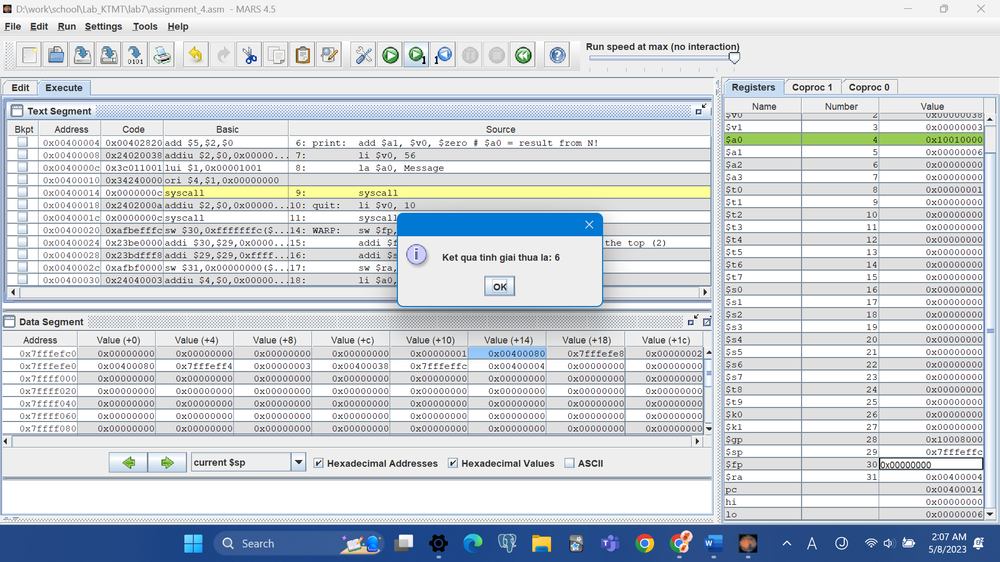 D:\work\school\Lab_KTMT\lab7\assignment_4.asm - MARS 4.5
File Edit Run Settings Tools Help
Run speed at max (no interaction)
Edit Execute
Text Segment
Bkpt Address Code Basic Source
0x00400004 0x00402820 add $5,$2,$0 6: print: add $a1, $v0, $zero # $a0 = result from N!
0x00400008 0x24020038 addiu $2,$0,0x00000... 7: li $v0, 56
0x0040000c 0x3c011001 lui $1,0x00001001 8: la $a0, Message
0x00400010 0x34240000 ori $4,$1,0x00000000
0x00400014 0x0000000c syscall 9: syscall
0x00400018 0x2402000a addiu $2,$0,0x00000... 10: quit: li $v0, 10
0x0040001c 0x0000000c syscall 11: syscall
0x00400020 0xafbefffc sw $30,0xfffffffc($... 14: WARP: sw $fp,
0x00400024 0x23be0000 addi $30,$29,0x0000... 15: addi $f the top (2)
0x00400028 0x23bdfff8 addi $29,$29,0xffff... 16: addi $s
0x0040002c 0xafbf0000 sw $31,0x00000000($... 17: sw $ra,
0x00400030 0x24040003 addiu $4,$0,0x00000... 18: li $a0,
Ket qua tinh giai thua la: 6
OK
Data Segment
Address Value (+0) Value (+4) Value (+8) Value (+c) Value (+10) Value (+14) Value (+18) Value (+1c)
0x7fffefc0 0x00000000 0x00000000 0x00000000 0x00000000 0x00000001 0x00400080 0x7fffefe8 0x00000002
0x7fffefe0 0x00400080 0x7fffeff4 0x00000003 0x00400038 0x7fffeffc 0x00400004 0x00000000 0x00000000
0x7ffff000 0x00000000 0x00000000 0x00000000 0x00000000 0x00000000 0x00000000 0x00000000 0x00000000
0x7ffff020 0x00000000 0x00000000 0x00000000 0x00000000 0x00000000 0x00000000 0x00000000 0x00000000
0x7ffff040 0x00000000 0x00000000 0x00000000 0x00000000 0x00000000 0x00000000 0x00000000 0x00000000
0x7ffff060 0x00000000 0x00000000 0x00000000 0x00000000 0x00000000 0x00000000 0x00000000 0x00000000
0x7ffff080 0x00000000 0x00000000 0x00000000 0x00000000 0x00000000 0x00000000 0x00000000 0x00000000
current $sp Hexadecimal Addresses Hexadecimal Values ASCII
Registers Coproc 1 Coproc 0
Name Number Value
$v0 2 0x00000038
$v1 3 0x00000003
$a0 4 0x10010000
$a1 5 0x00000006
$a2 6 0x00000000
$a3 7 0x00000000
$t0 8 0x00000001
$t1 9 0x00000000
$t2 10 0x00000000
$t3 11 0x00000000
$t4 12 0x00000000
$t5 13 0x00000000
$t6 14 0x00000000
$t7 15 0x00000000
$s0 16 0x00000000
$s1 17 0x00000000
$s2 18 0x00000000
$s3 19 0x00000000
$s4 20 0x00000000
$s5 21 0x00000000
$s6 22 0x00000000
$s7 23 0x00000000
$t8 24 0x00000000
$t9 25 0x00000000
$k0 26 0x00000000
$k1 27 0x00000000
$gp 28 0x10008000
$sp 29 0x7fffeffc
$fp 30 0x00000000
$ra 31 0x00400004
pc 0x00400014
hi 0x00000000
lo 0x00000006
Search
2:07 AM
5/8/2023